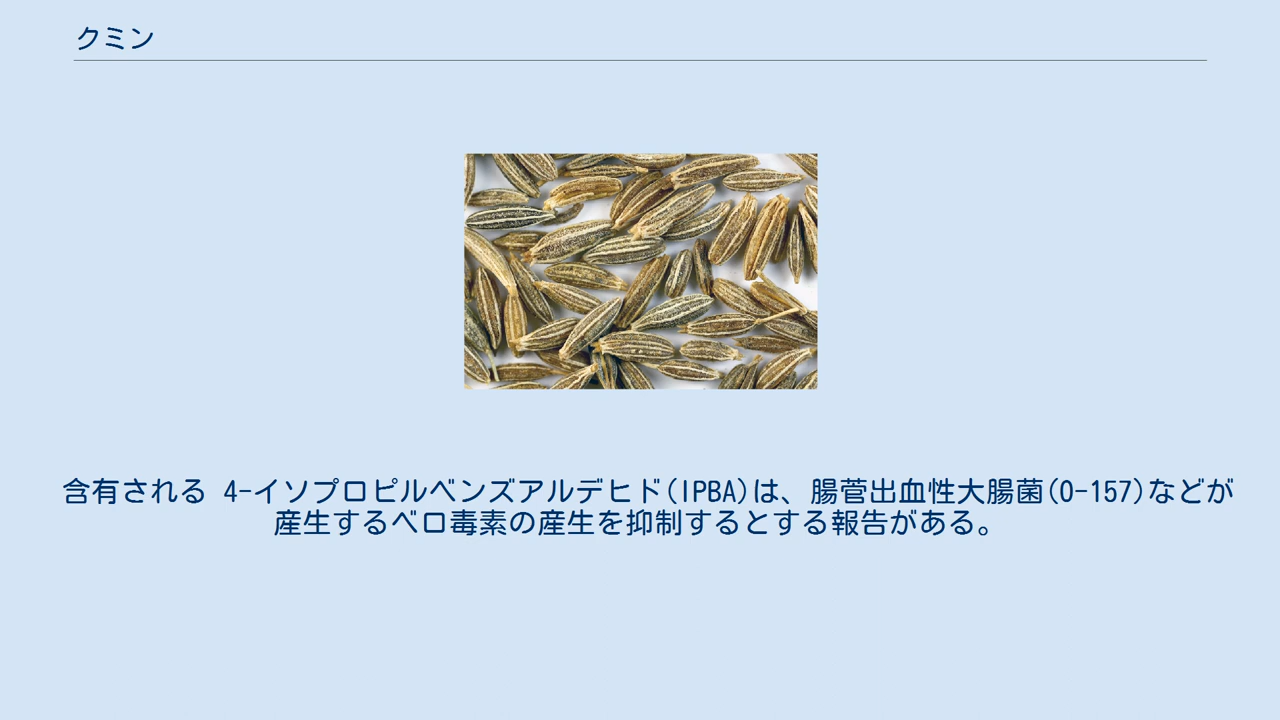 クミン
含有される 4-イソプロピルベンズアルデヒド(IPBA)は、腸菅出血性大腸菌(O-157)などが
産生するベロ毒素の産生を抑制するとする報告がある。